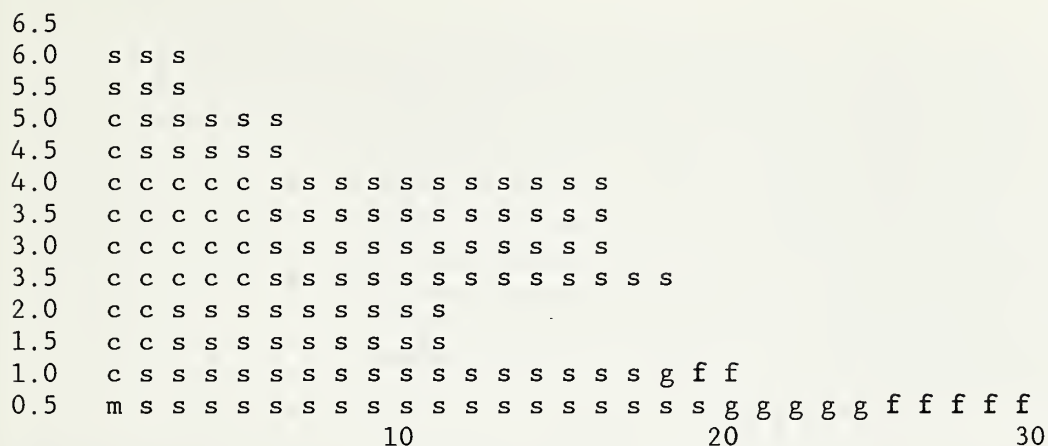 6.5
6.0 s s s
5.5 s s s
5.0 c s s s s s
4.5 c s s s s s
4.0 c c c c c s s s s s s s s s s s
3.5 c c c c c s s s s s s s s s s s
3.0 c c c c c s s s s s s s s s s s
3.5 c c c c c s s s s s s s s s s s s s
2.0 c c s s s s s s s s s
1.5 c c s s s s s s s s s
1.0 c s s s s s s s s s s s s s s s s g f f
0.5 m s s s s s s s s s s s s s s s s s s g g g g g f f f f f
10 20 30